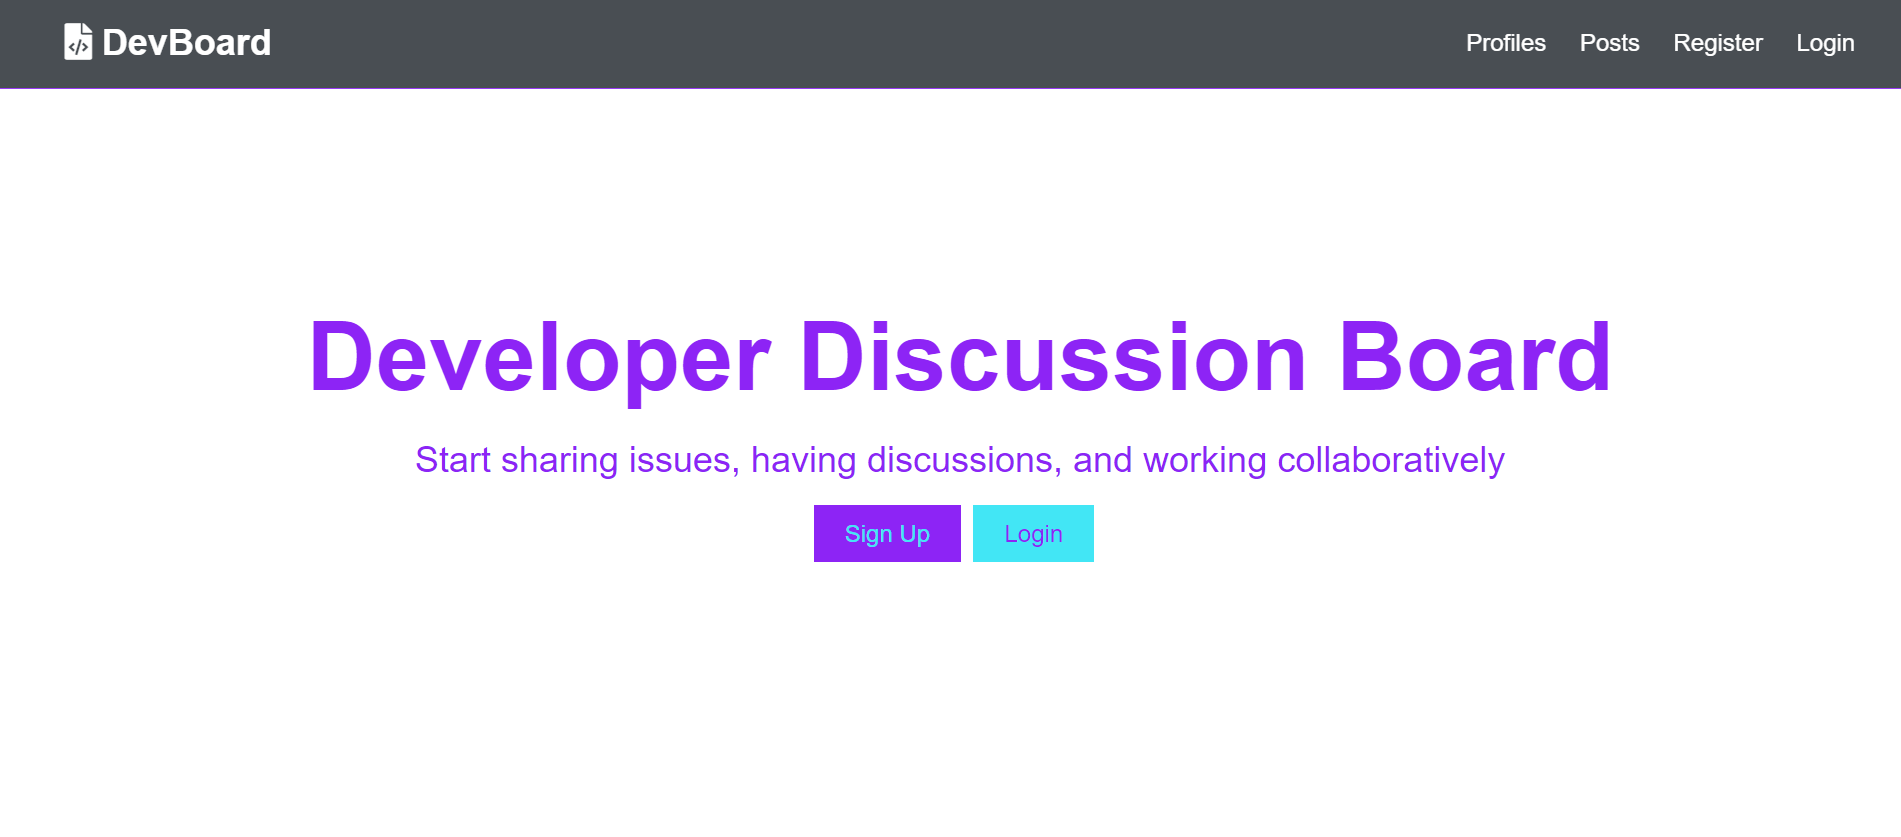 DevBoard
Profiles Posts Register Login
Developer Discussion Board
Start sharing issues, having discussions, and working collaboratively
Sign Up Login